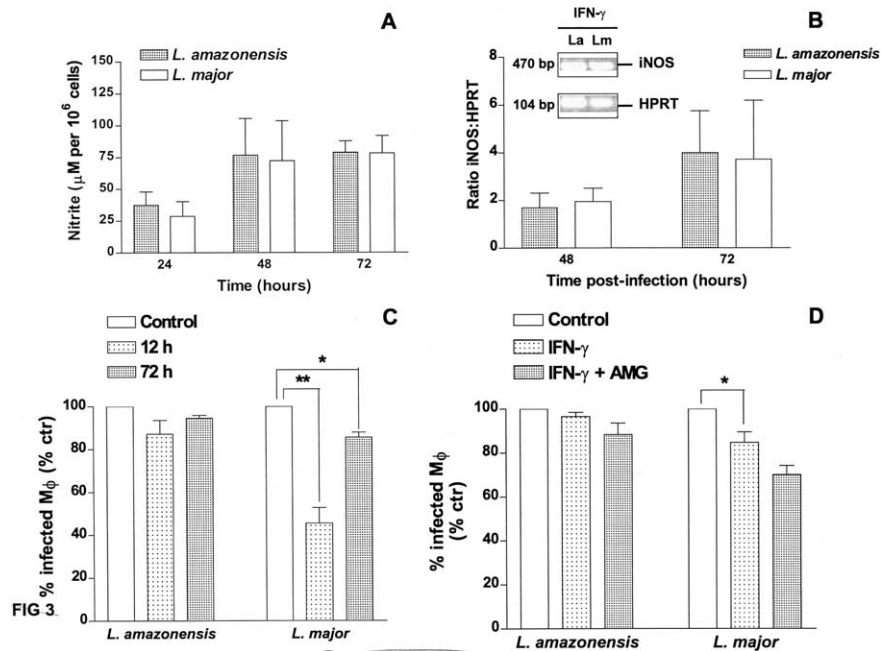 A
L. amazonensis
L. major
Nitrite (μM per 10⁶ cells)
150
125
100
75
50
25
0
24
48
72
Time (hours)
B
IFN-γ
La Lm
470 bp
iNOS
104 bp
HPRT
L. amazonensis
L. major
Ratio iNOS:HPRT
8
6
4
2
0
48
72
Time post-infection (hours)
C
Control
12 h
72 h
% infected Mϕ (% ctr)
100
80
60
40
20
0
*
**
L. amazonensis
L. major
FIG 3
D
Control
IFN-γ
IFN-γ + AMG
% infected Mϕ
(% ctr)
100
80
60
40
20
0
*
L. amazonensis
L. major